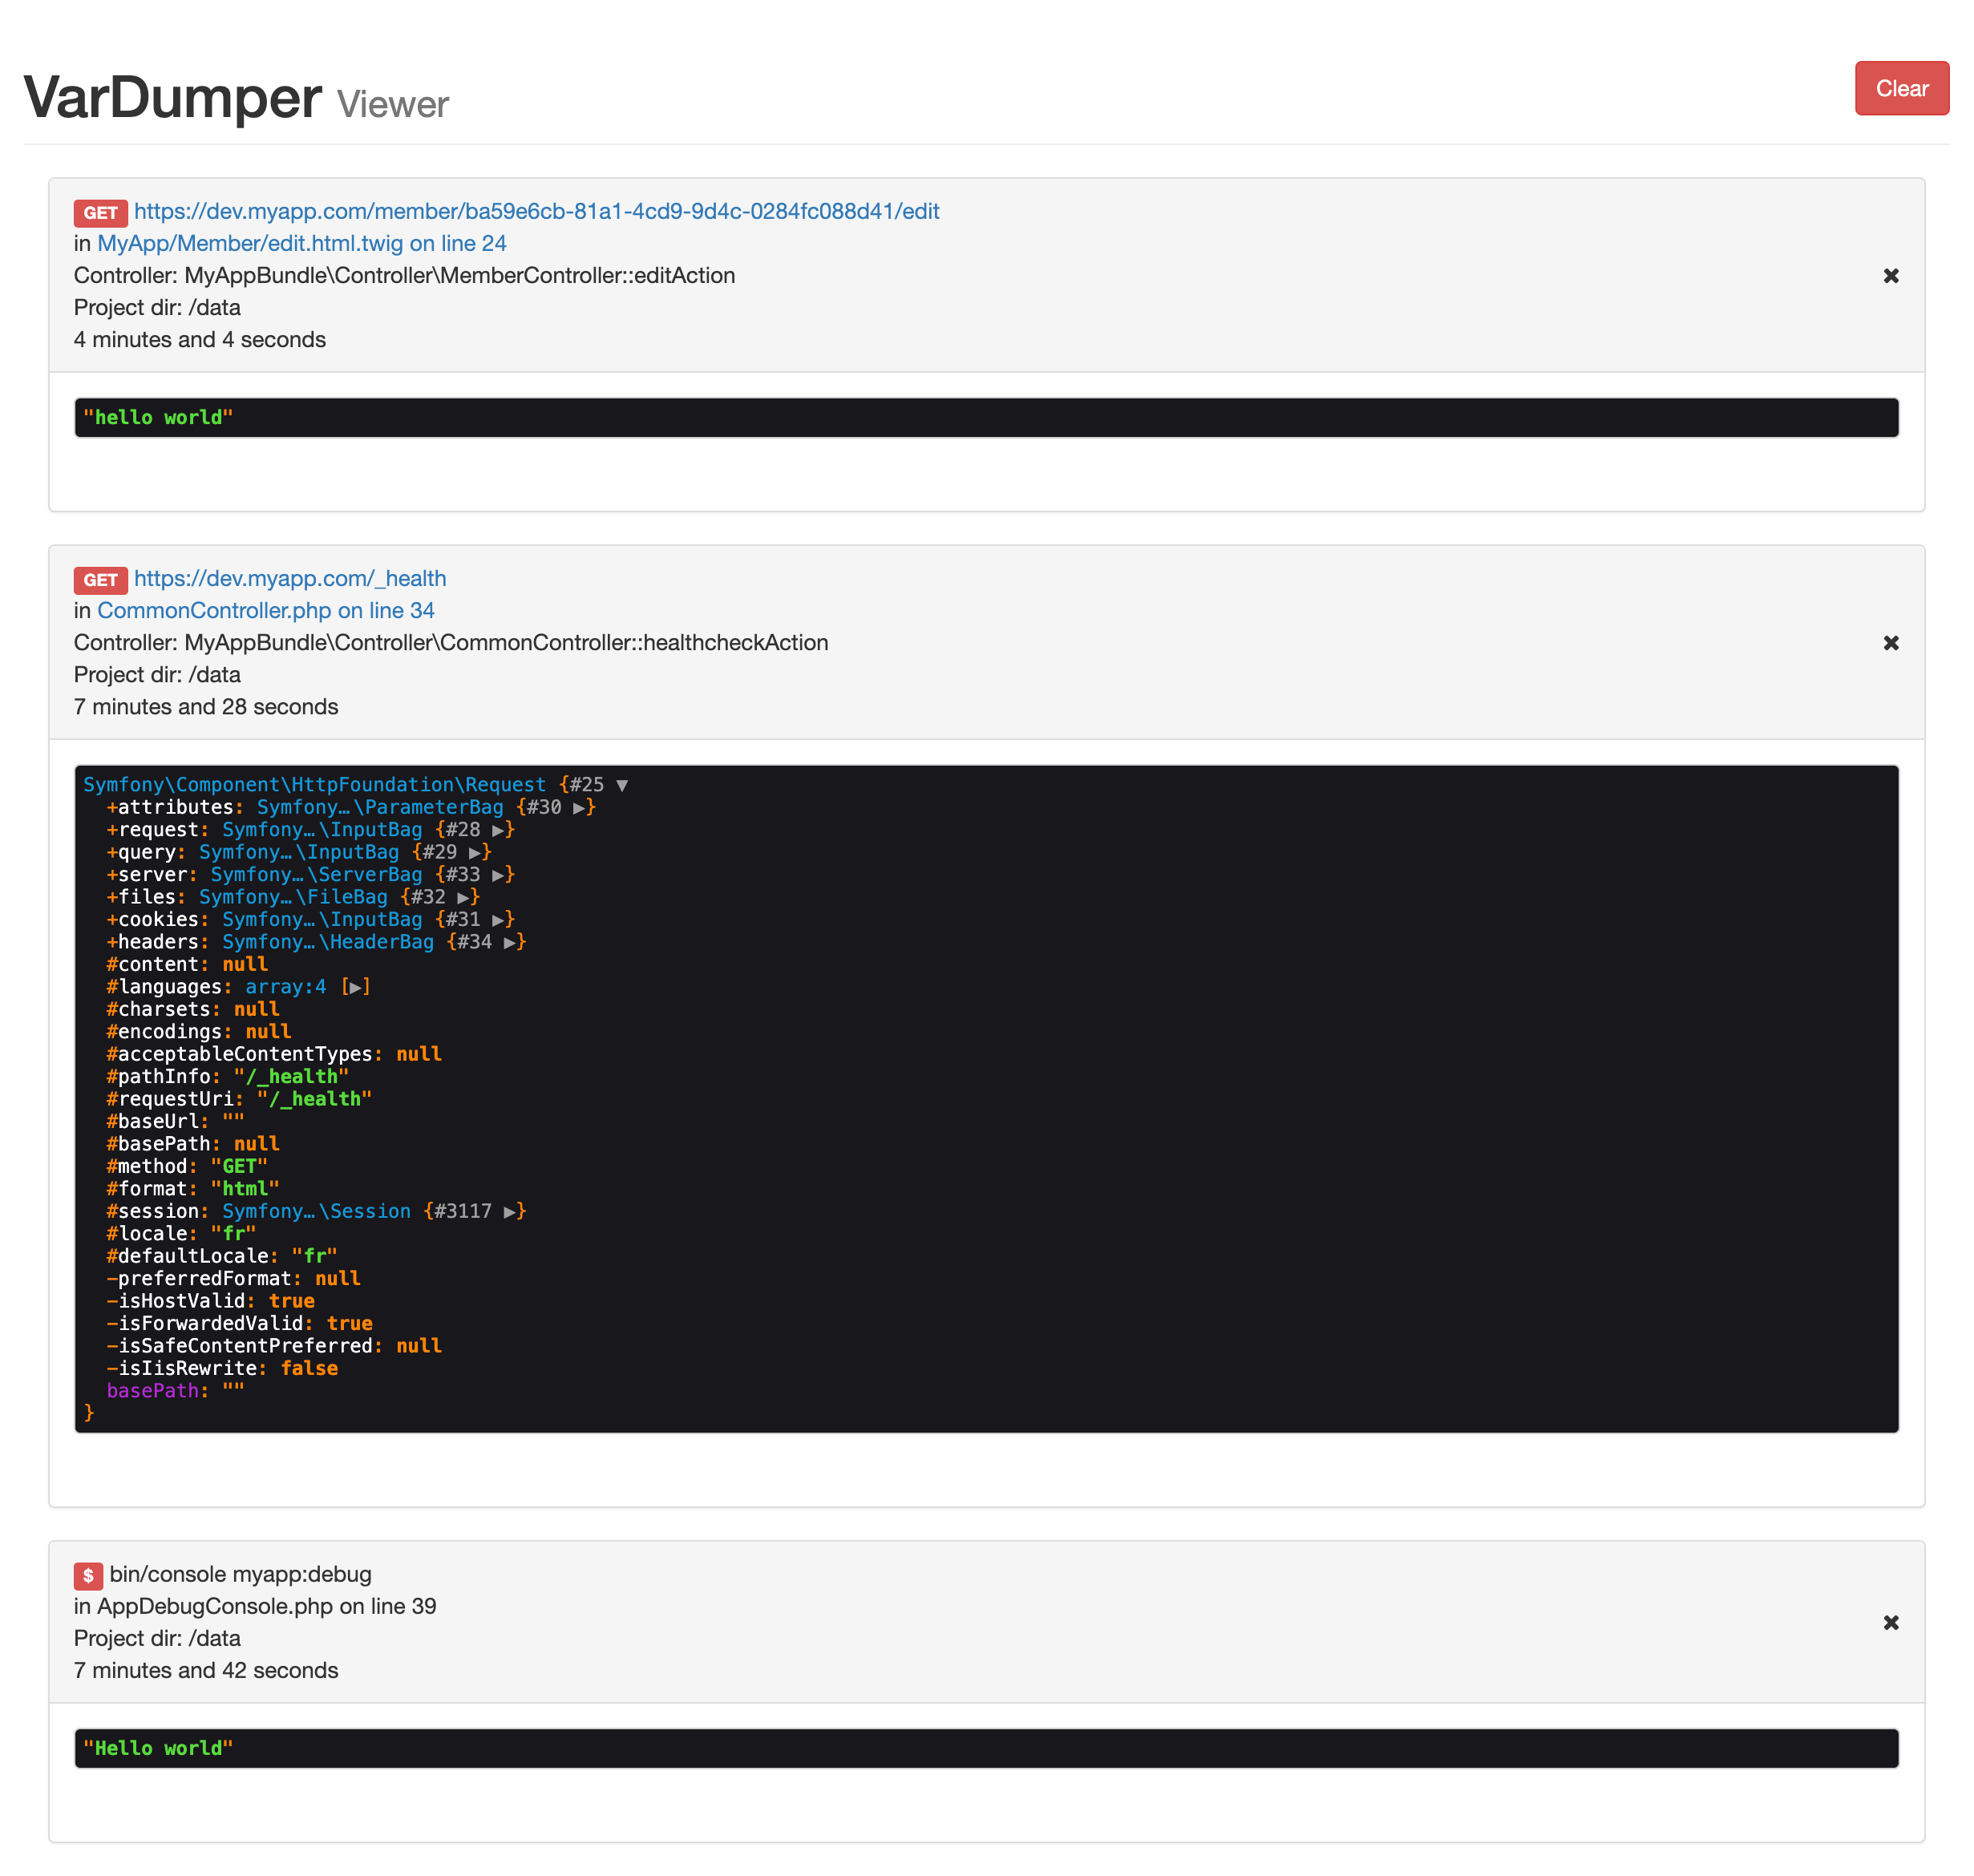 VarDumper Viewer
Clear
GET https://dev.myapp.com/member/ba59e6cb-81a1-4cd9-9d4c-0284fc088d41/edit
in MyApp/Member/edit.html.twig on line 24
Controller: MyAppBundle\Controller\MemberController::editAction
Project dir: /data
4 minutes and 4 seconds
"hello world"
GET https://dev.myapp.com/_health
in CommonController.php on line 34
Controller: MyAppBundle\Controller\CommonController::healthcheckAction
Project dir: /data
7 minutes and 28 seconds
Symfony\Component\HttpFoundation\Request {#25 ▼
+attributes: Symfony…\ParameterBag {#30 ▶}
+request: Symfony…\InputBag {#28 ▶}
+query: Symfony…\InputBag {#29 ▶}
+server: Symfony…\ServerBag {#33 ▶}
+files: Symfony…\FileBag {#32 ▶}
+cookies: Symfony…\InputBag {#31 ▶}
+headers: Symfony…\HeaderBag {#34 ▶}
#content: null
#languages: array:4 [▶]
#charsets: null
#encodings: null
#acceptableContentTypes: null
#pathInfo: "/_health"
#requestUri: "/_health"
#baseUrl: ""
#basePath: null
#method: "GET"
#format: "html"
#session: Symfony…\Session {#3117 ▶}
#locale: "fr"
#defaultLocale: "fr"
-preferredFormat: null
-isHostValid: true
-isForwardedValid: true
-isSafeContentPreferred: null
-isIisRewrite: false
basePath: ""
}
$ bin/console myapp:debug
in AppDebugConsole.php on line 39
Project dir: /data
7 minutes and 42 seconds
"Hello world"